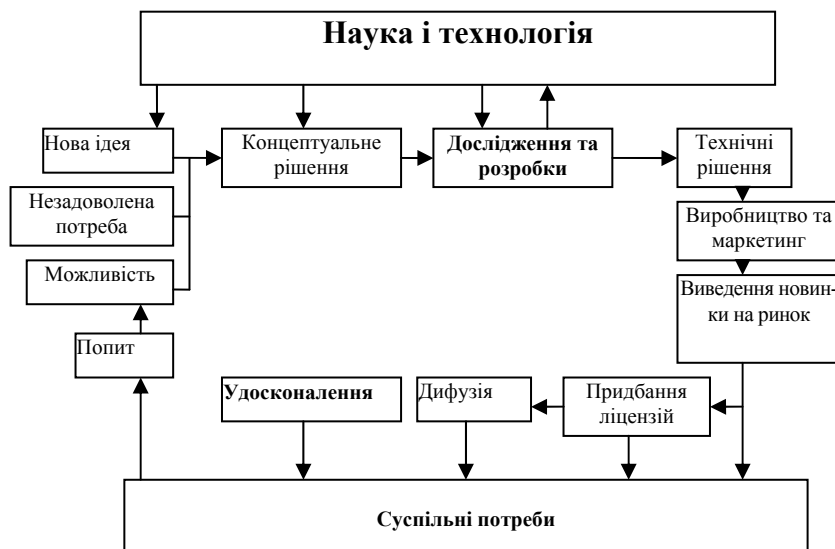 Наука і технологія
Нова ідея
Концептуальне
рішення
Дослідження та
розробки
Технічні
рішення
Незадоволена
потреба
Виробництво та
маркетинг
Можливість
Виведення новин-
ки на ринок
Попит
Удосконалення
Дифузія
Придбання
ліцензій
Суспільні потреби